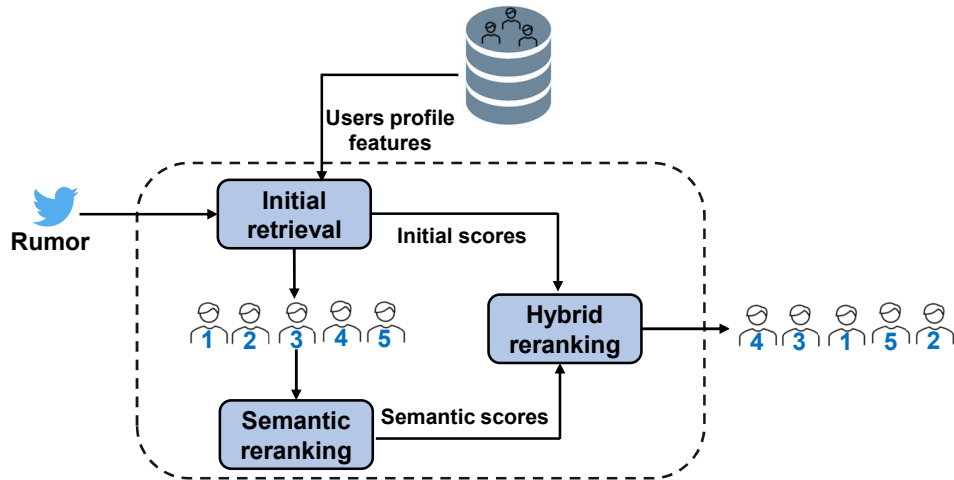 Users profile
features
Rumor
Initial
retrieval
Initial scores
1 2 3 4 5
Hybrid
reranking
4 3 1 5 2
Semantic
reranking
Semantic scores